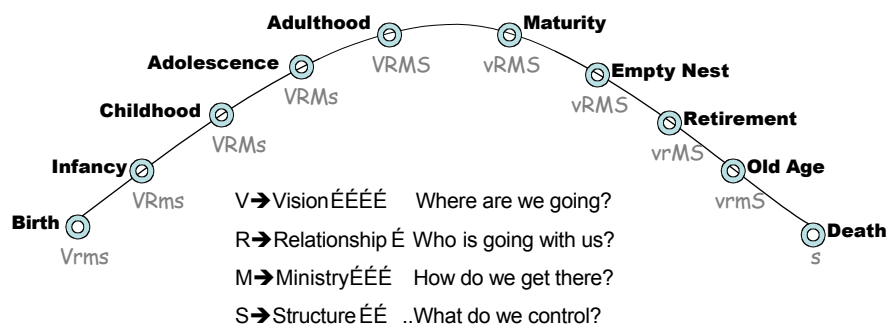 Adulthood
Maturity
Adolescence
VRMS
vRMS
Empty Nest
VRMs
vRMS
Childhood
Retirement
VRMs
vrMS
Infancy
Old Age
VRms
vrmS
V➔VisionÉÉÉÉ Where are we going?
Birth
R➔Relationship É Who is going with us?
Death
Vrms
s
M➔MinistryÉÉÉ How do we get there?
S➔Structure ÉÉ ..What do we control?